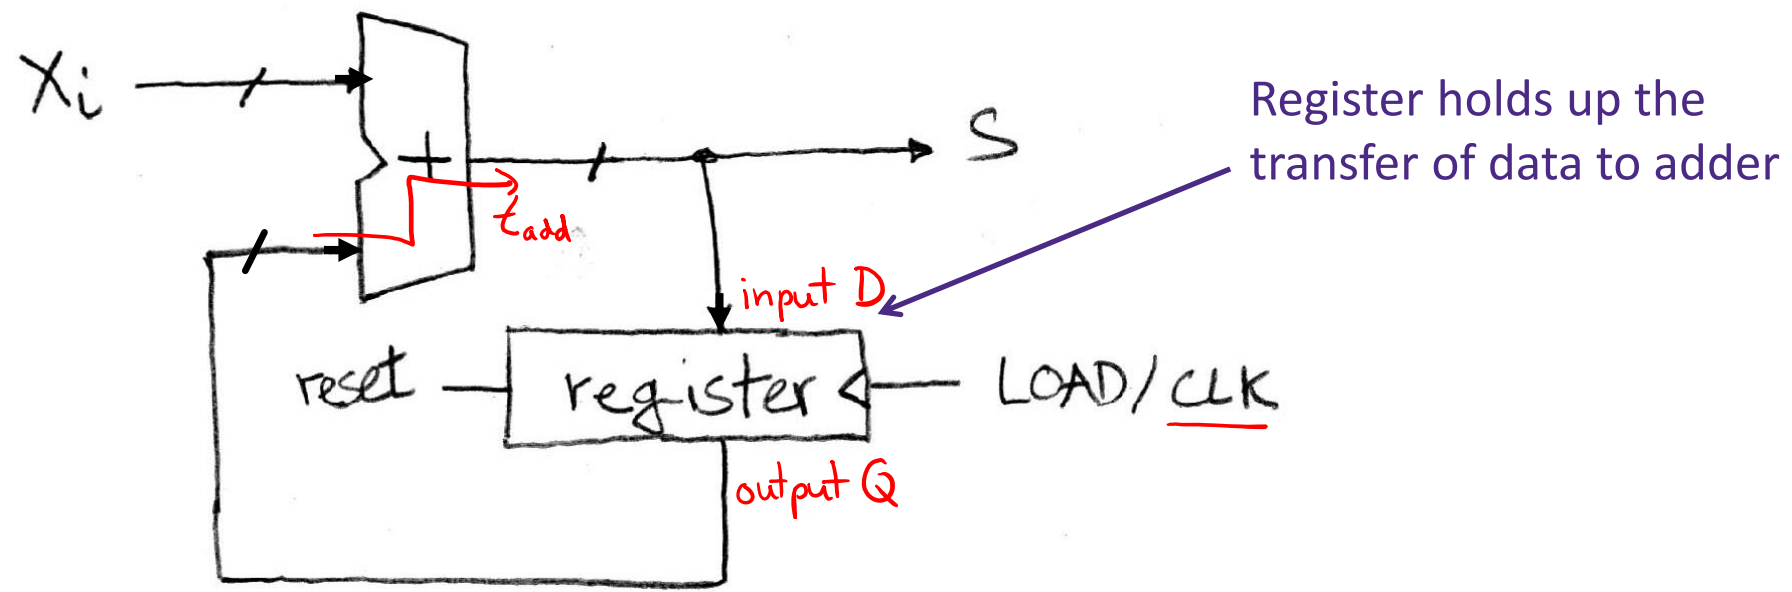 Xi
+
S
Register holds up the
transfer of data to adder
tadd
input D
reset
register
LOAD/CLK
output Q